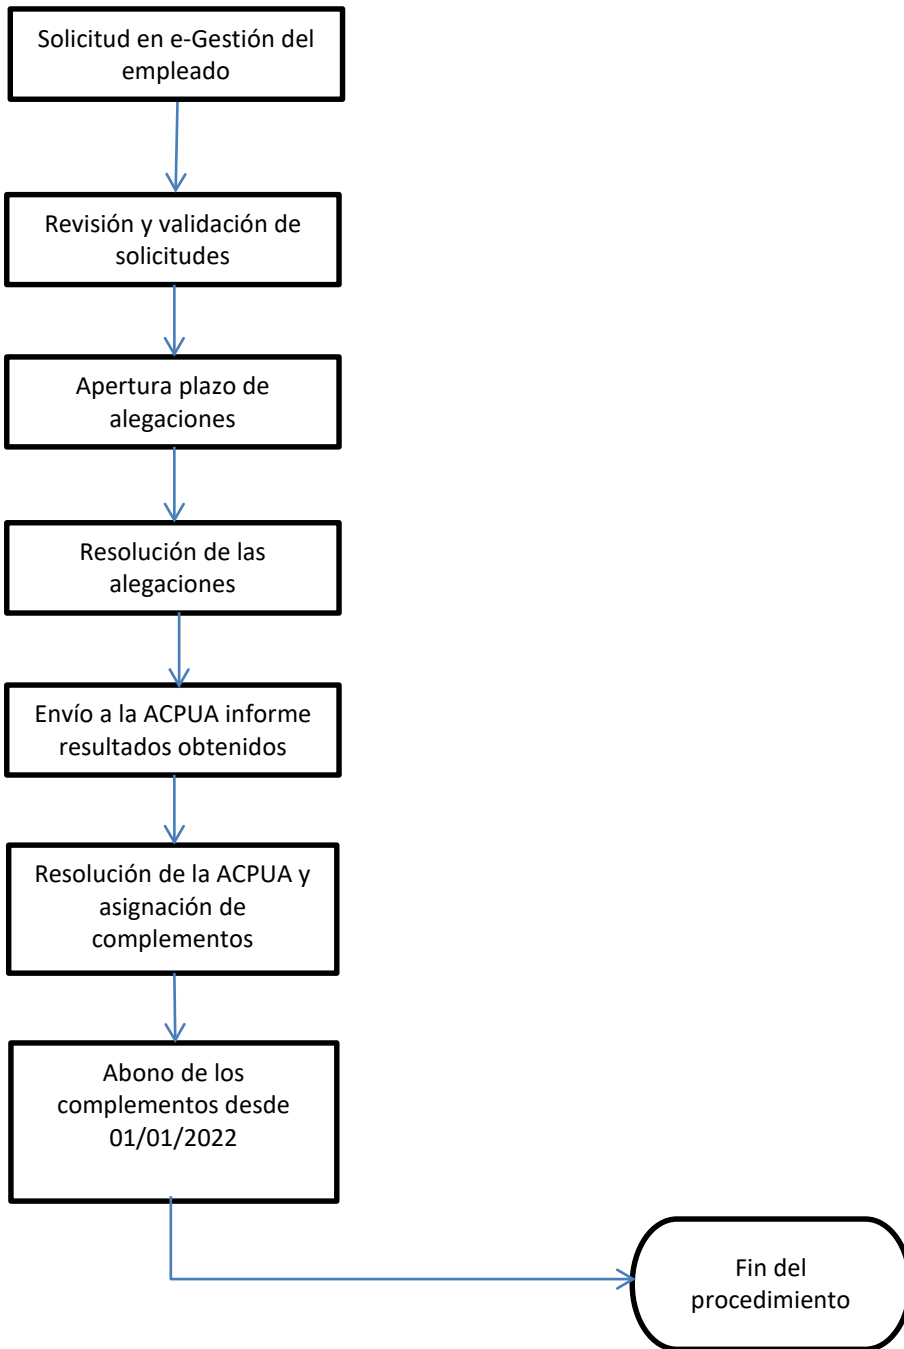 Solicitud en e-Gestión del
empleado
Revisión y validación de
solicitudes
Apertura plazo de
alegaciones
Resolución de las
alegaciones
Envío a la ACPUA informe
resultados obtenidos
Resolución de la ACPUA y
asignación de
complementos
Abono de los
complementos desde
01/01/2022
Fin del
procedimiento